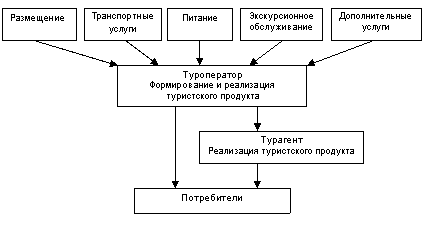 Размещение
Транспортные
услуги
Питание
Экскурсионное
обслуживание
Дополнительные
услуги
Туроператор
Формирование и реализация
туристского продукта
Турагент
Реализация туристского продукта
Потребители